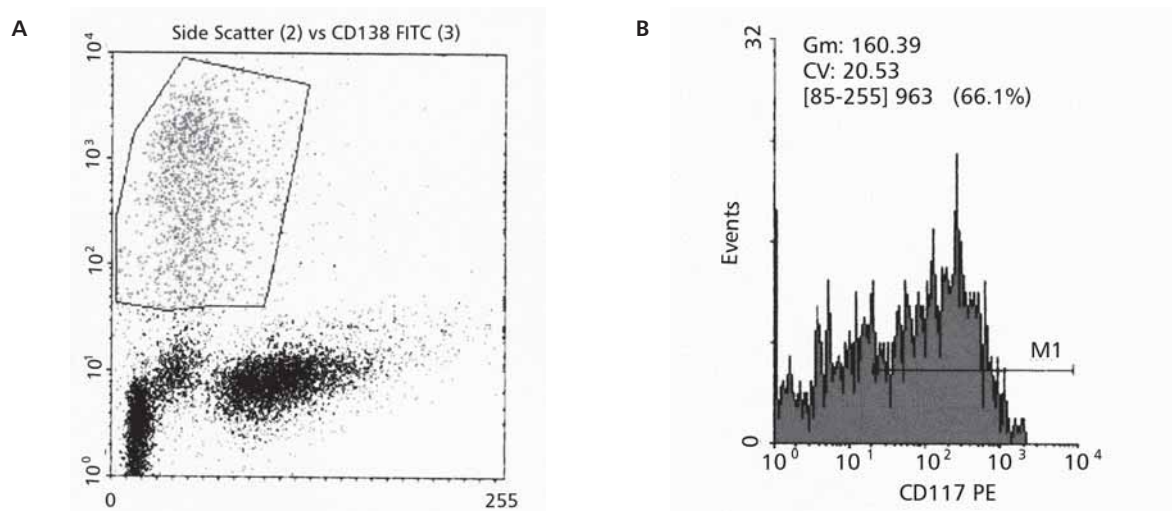 A
Side Scatter (2) vs CD138 FITC (3)
10^4
10^3
10^2
10^1
10^0
0
255
B
32
Gm: 160.39
CV: 20.53
[85-255] 963 (66.1%)
Events
M1
0
10^0
10^1
10^2
10^3
10^4
CD117 PE